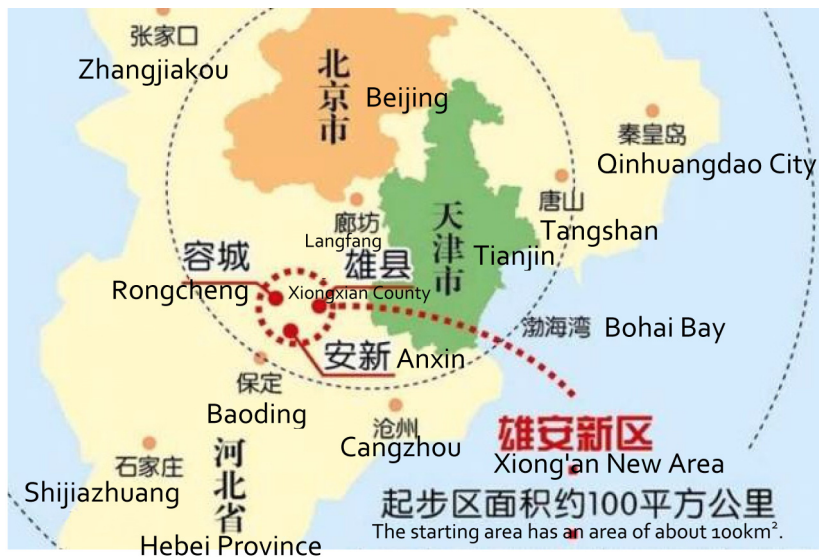 张家口
Zhangjiakou
北京市
Beijing
秦皇岛
Qinhuangdao City
唐山
Tangshan
廊坊
Langfang
天津市
Tianjin
容城
Rongcheng
雄县
Xiongxian County
渤海湾 Bohai Bay
安新 Anxin
保定
Baoding
沧州
Cangzhou
石家庄
Shijiazhuang
河北省
Hebei Province
雄安新区
Xiong'an New Area
起步区面积约100平方公里
The starting area has an area of about 100km².